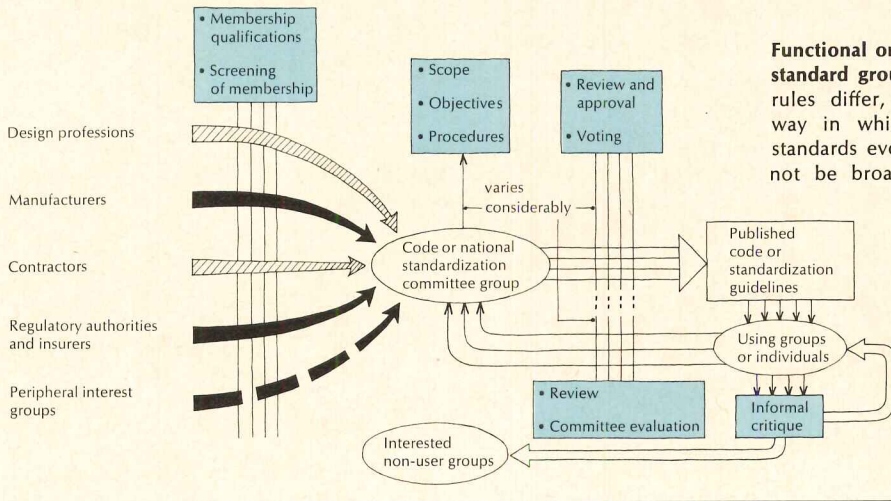 • Membership
qualifications
• Screening
of membership
• Scope
• Objectives
• Procedures
• Review and
approval
• Voting
Functional or
standard grou
rules differ,
way in whi
standards evo
not be broa
Design professions
Manufacturers
Contractors
Regulatory authorities
and insurers
Peripheral interest
groups
varies
considerably
Code or national
standardization
committee group
Published
code or
standardization
guidelines
Using groups
or individuals
• Review
• Committee evaluation
Informal
critique
Interested
non-user groups